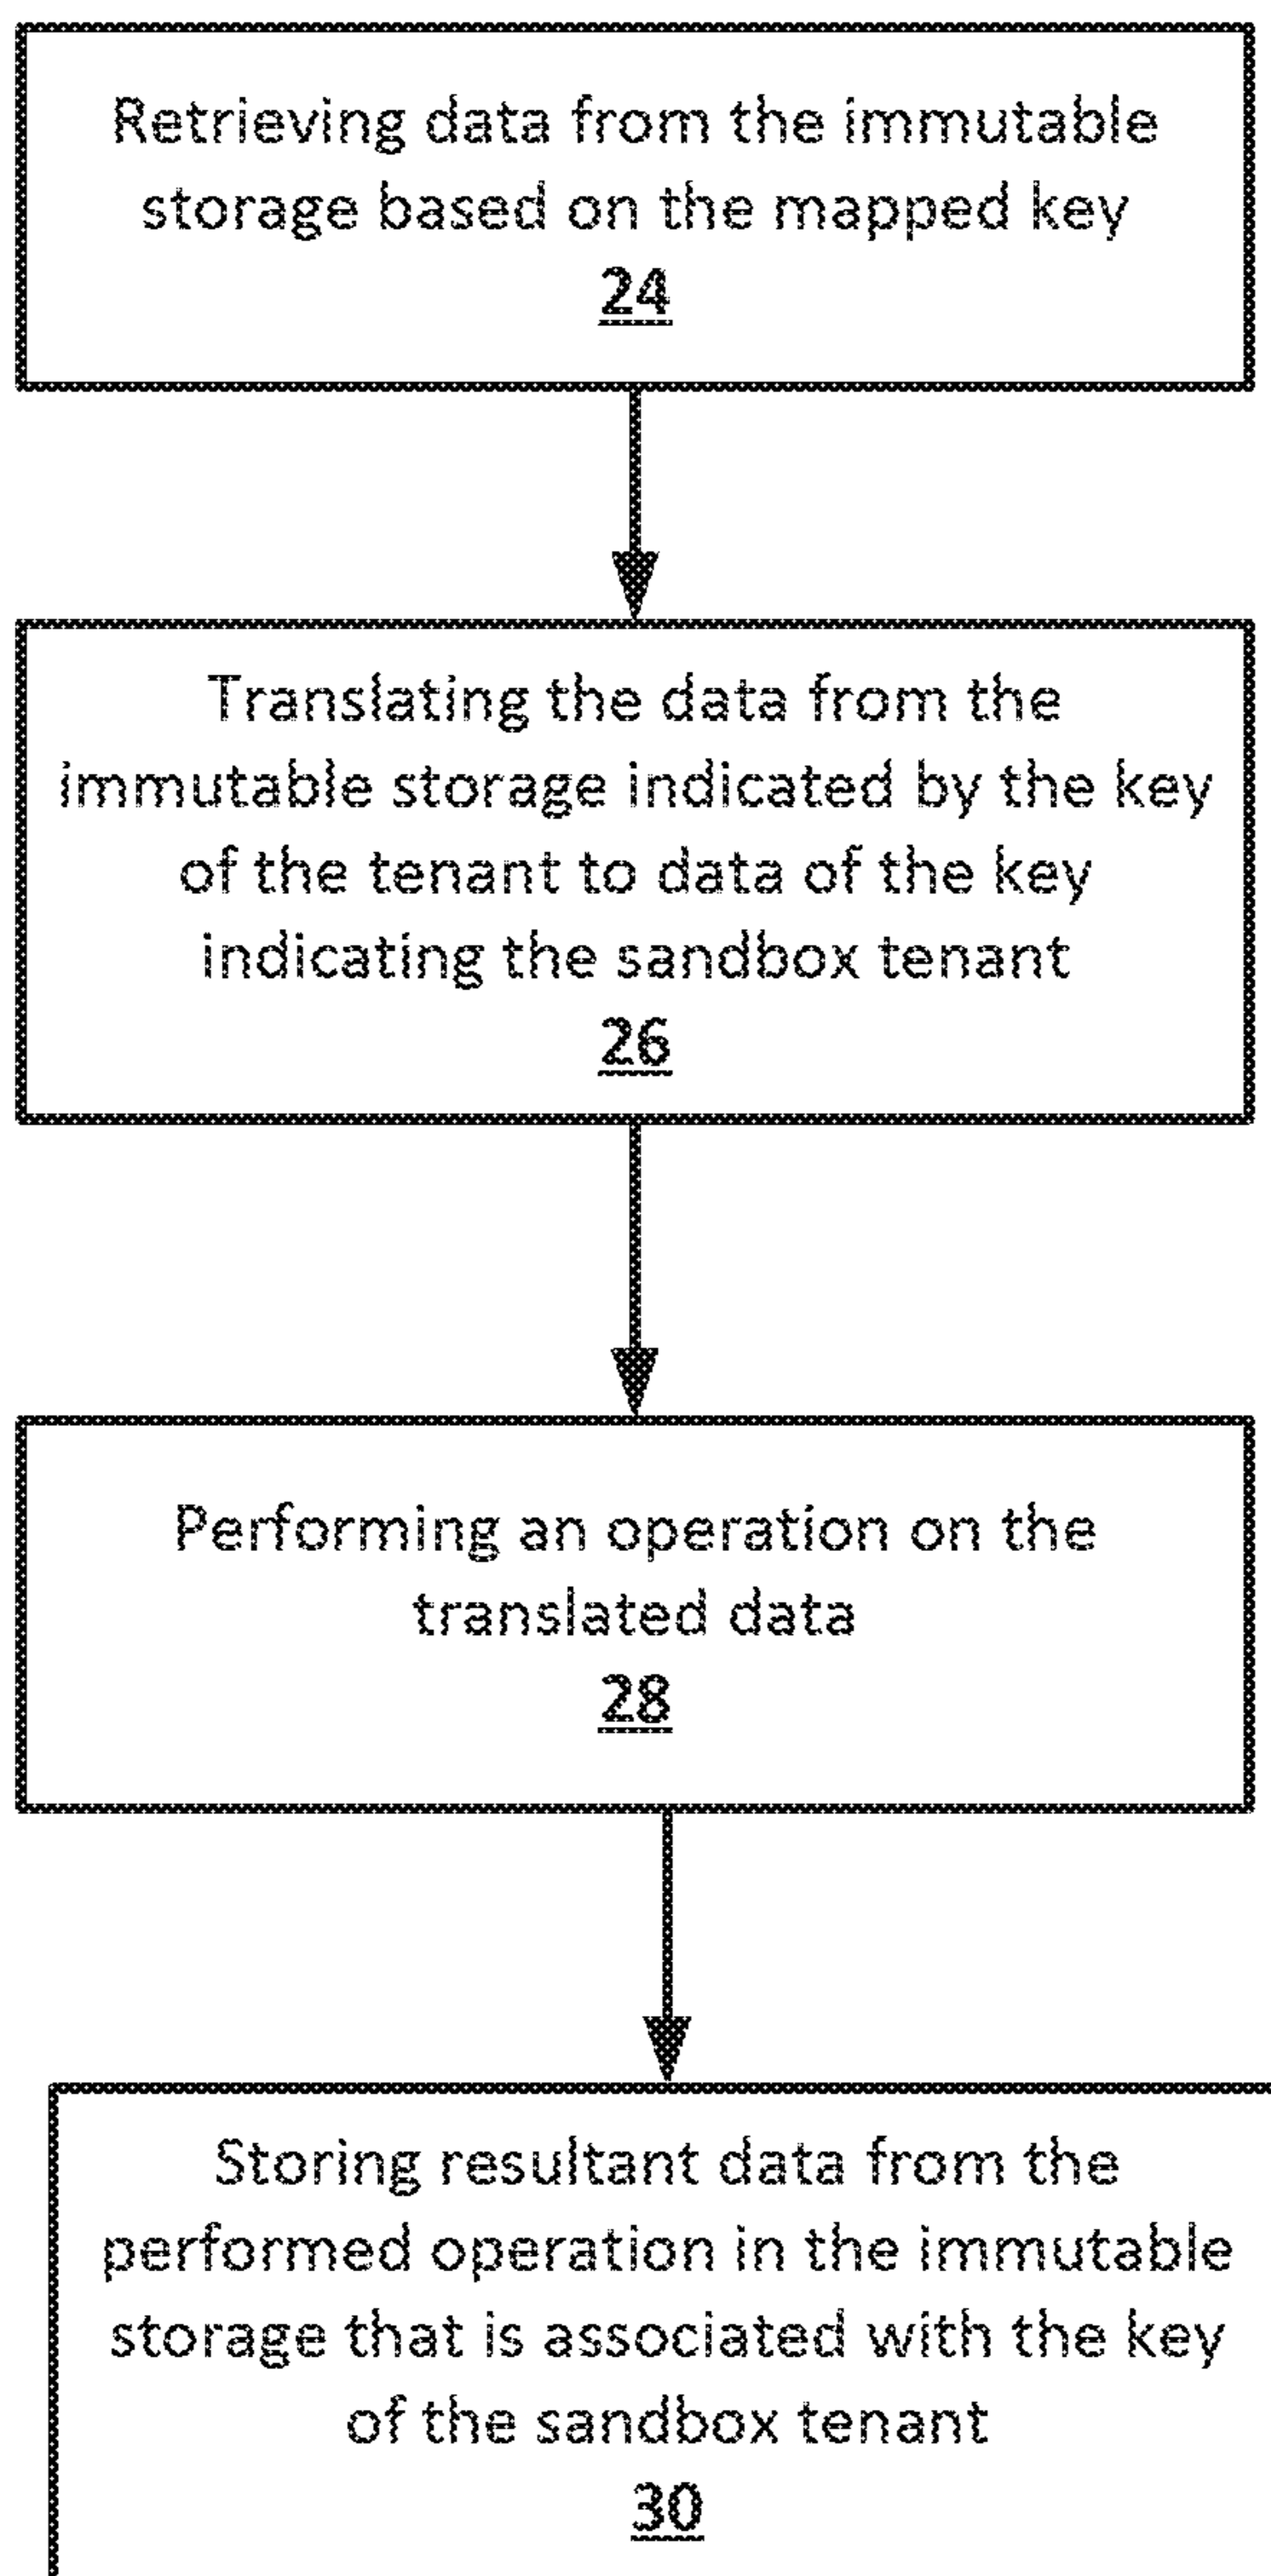 Retrieving data from the immutable
storage based on the mapped key
24
Translating the data from the
immutable storage indicated by the key
of the tenant to data of the key
indicating the sandbox tenant
26
Performing an operation on the
translated data
28
Storing resultant data from the
performed operation in the immutable
storage that is associated with the key
of the sandbox tenant
30